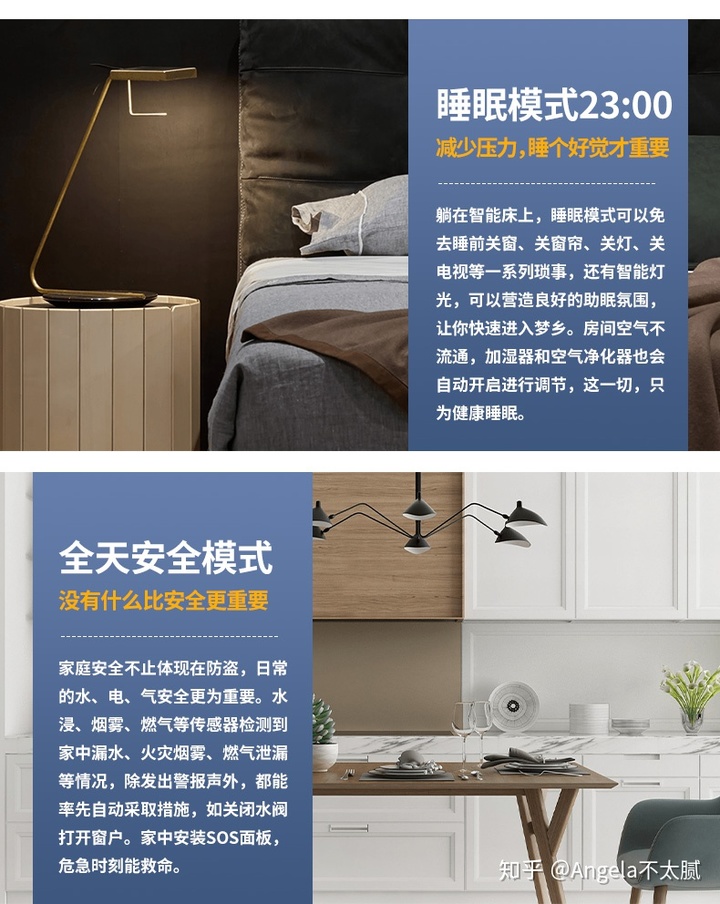 睡眠模式23:00
减少压力，睡个好觉才重要
躺在智能床上，睡眠模式可以免
去睡前关窗、关窗帘、关灯、关
电视等一系列琐事，还有智能灯
光，可以营造良好的助眠氛围，
让你快速进入梦乡。房间空气不
流通，加湿器和空气净化器也会
自动开启进行调节，这一切，只
为健康睡眠。
全天安全模式
没有什么比安全更重要
家庭安全不止体现在防盗，日常
的水、电、气安全更为重要。水
浸、烟雾、燃气等传感器检测到
家中漏水、火灾烟雾、燃气泄漏
等情况，除发出警报声外，都能
率先自动采取措施，如关闭水阀
打开窗户。家中安装SOS面板，
危急时刻能救命。
知乎 @Angela不太腻